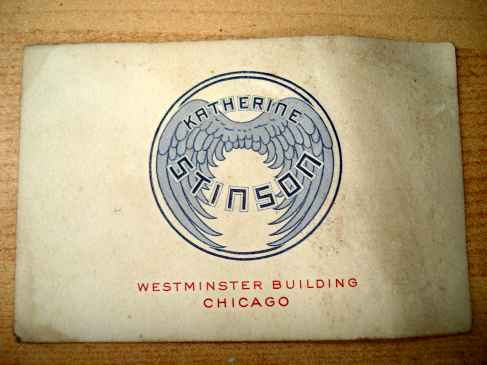 KATHERINE
STINSON
WESTMINSTER BUILDING
CHICAGO